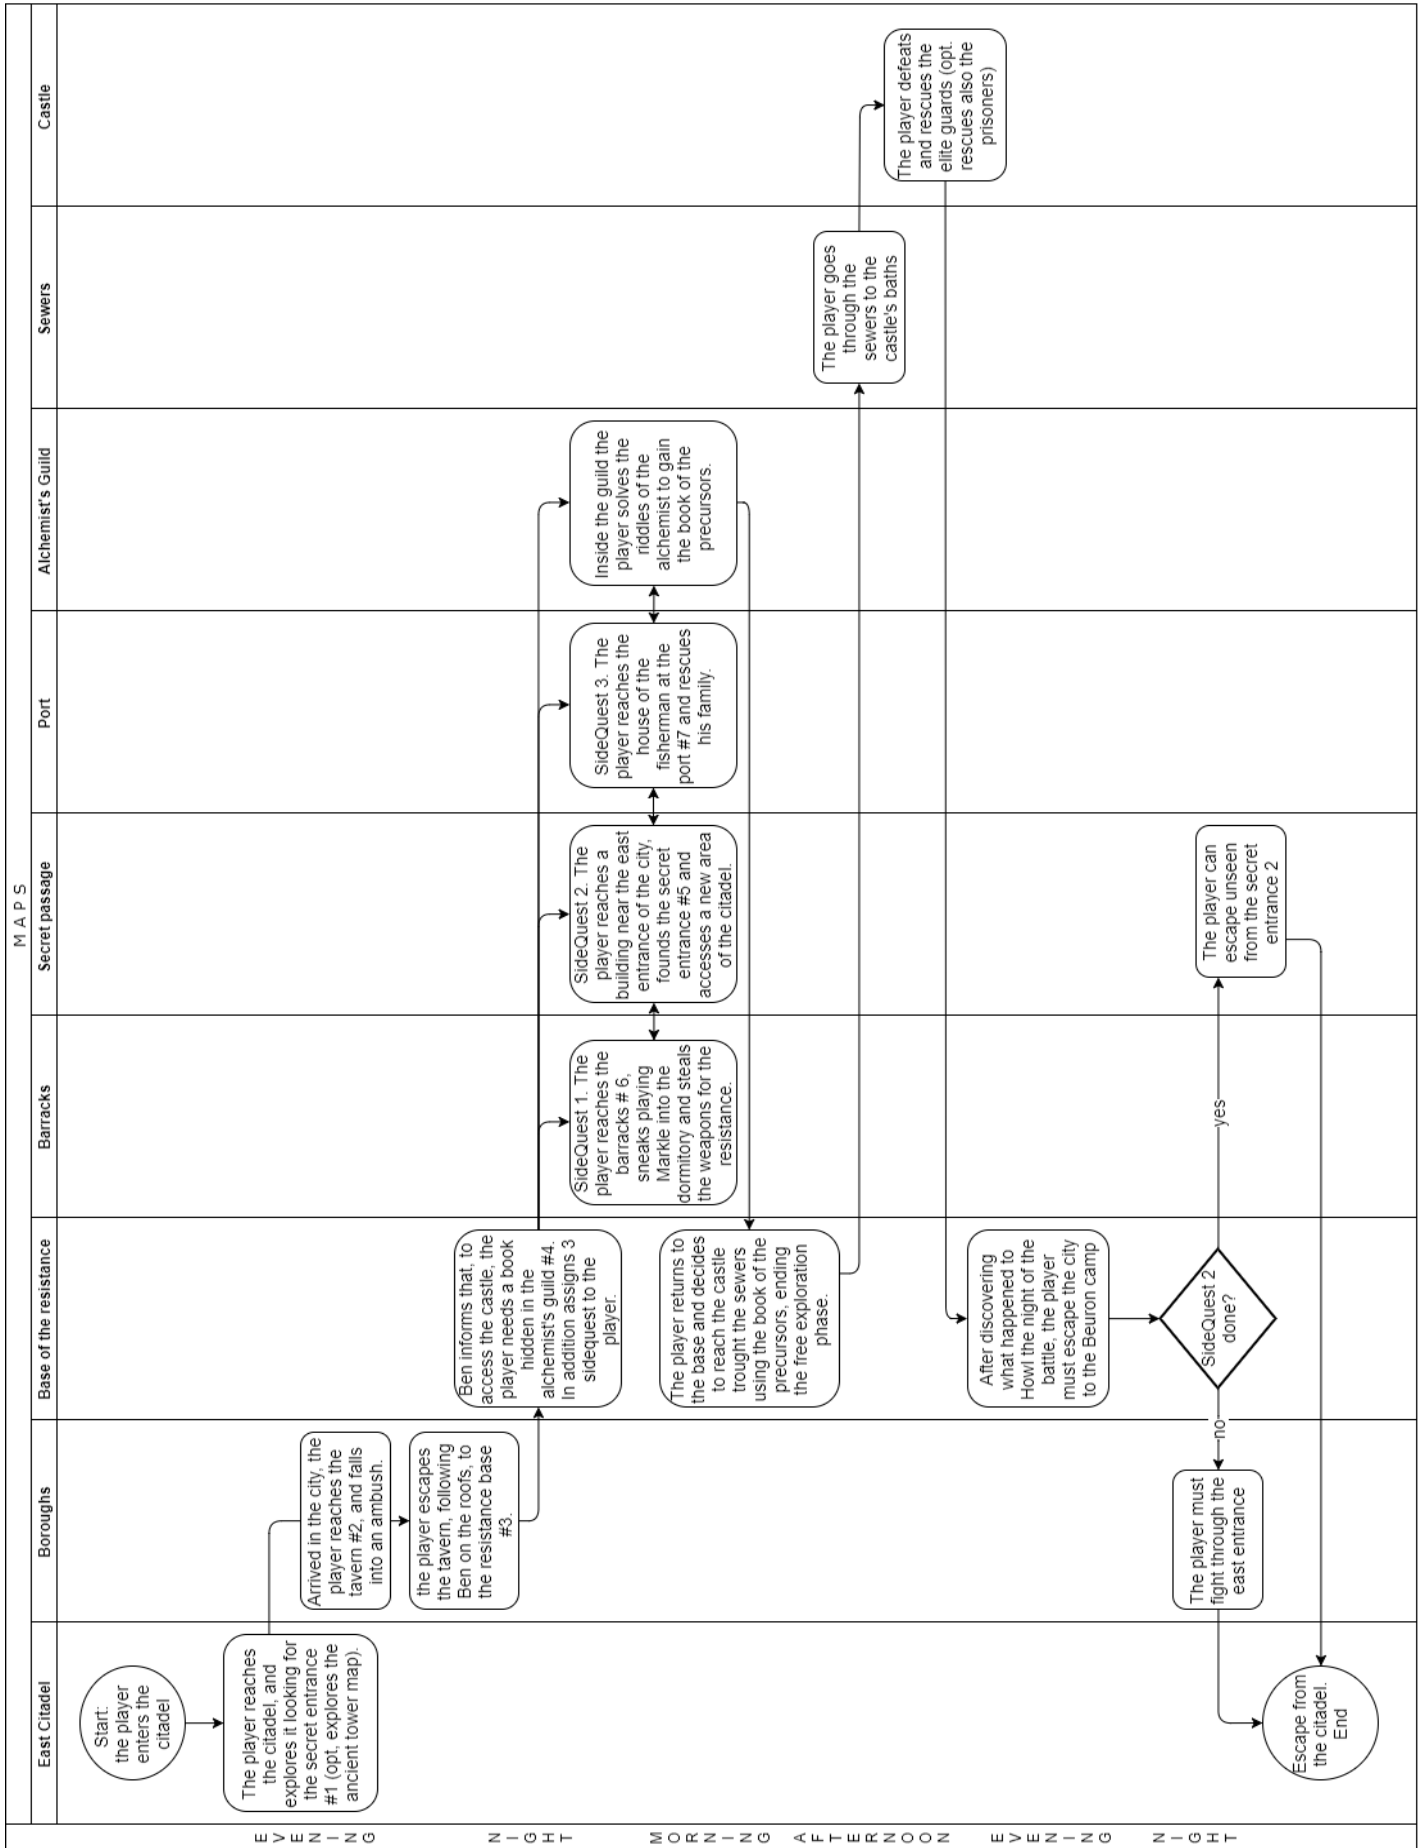 M A P S
East Citadel
Boroughs
Base of the resistance
Barracks
Secret passage
Port
Alchemist's Guild
Sewers
Castle
E V E N I N G
N I G H T
M O R N I N G
A F T E R N O O N
E V E N I N G
N I G H T
Start:
the player
enters the
citadel
The player reaches
the citadel, and
explores it looking for
the secret entrance
#1 (opt, explores the
ancient tower map).
Arrived in the city, the
player reaches the
tavern #2, and falls
into an ambush.
the player escapes
the tavern, following
Ben on the roofs, to
the resistance base
#3.
Ben informs that, to
access the castle, the
player needs a book
hidden in the
alchemist's guild #4.
In addition assigns 3
sidequest to the
player.
SideQuest 1. The
player reaches the
barracks # 6,
sneaks playing
Markle into the
dormitory and steals
the weapons for the
resistance.
SideQuest 2. The
player reaches a
building near the east
entrance of the city,
founds the secret
entrance #5 and
accesses a new area
of the citadel.
SideQuest 3. The
player reaches the
house of the
fisherman at the
port #7 and rescues
his family.
Inside the guild the
player solves the
riddles of the
alchemist to gain
the book of the
precursors.
The player returns to
the base and decides
to reach the castle
trought the sewers
using the book of the
precursors, ending
the free exploration
phase.
The player goes
through the
sewers to the
castle's baths
The player defeats
and rescues the
elite guards (opt.
rescues also the
prisoners)
After discovering
what happened to
Howl the night of the
battle, the player
must escape the city
to the Beuron camp
SideQuest 2
done?
no
yes
The player must
fight through the
east entrance
The player can
escape unseen
from the secret
entrance 2
Escape from
the citadel.
End